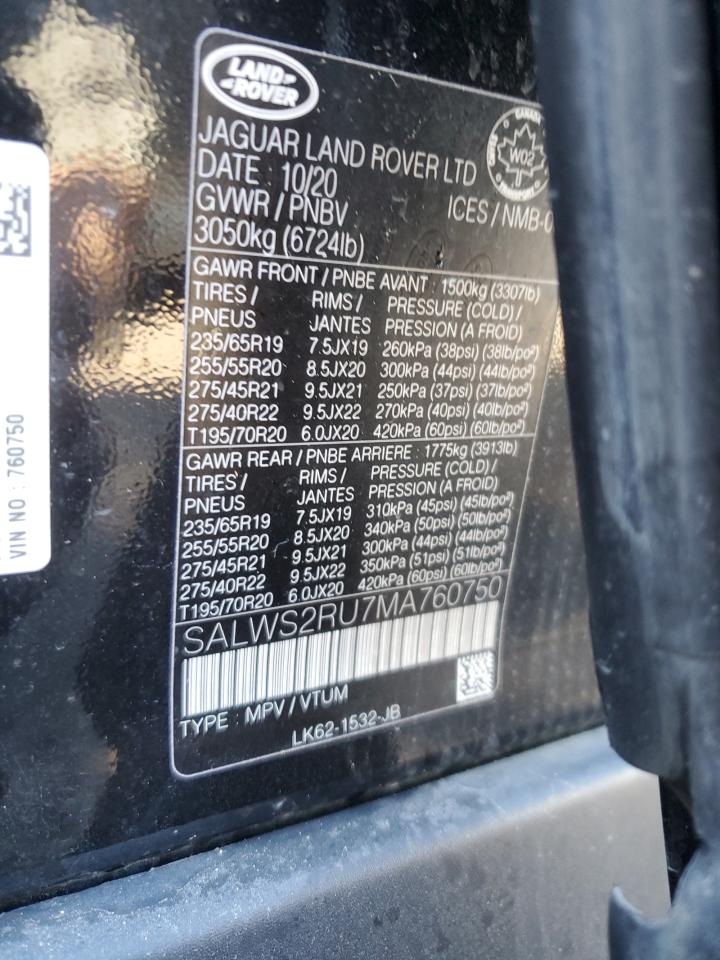 LAND ROVER
JAGUAR LAND ROVER LTD
DATE : 10/20
GVWR / PNBV
3050kg (6724lb)
CANADA
W02
TRANSPORT
ICES / NMB-0
GAWR FRONT / PNBE AVANT : 1500kg (3307lb)
TIRES / RIMS / PRESSURE (COLD) /
PNEUS JANTES PRESSION (A FROID)
235/65R19 7.5JX19 260kPa (38psi) (38lb/po²)
255/55R20 8.5JX20 300kPa (44psi) (44lb/po²)
275/45R21 9.5JX21 250kPa (37psi) (37lb/po²)
275/40R22 9.5JX22 270kPa (40psi) (40lb/po²)
T195/70R20 6.0JX20 420kPa (60psi) (60lb/po²)
GAWR REAR / PNBE ARRIERE : 1775kg (3913lb)
TIRES / RIMS / PRESSURE (COLD) /
PNEUS JANTES PRESSION (A FROID)
235/65R19 7.5JX19 310kPa (45psi) (45lb/po²)
255/55R20 8.5JX20 340kPa (50psi) (50lb/po²)
275/45R21 9.5JX21 300kPa (44psi) (44lb/po²)
275/40R22 9.5JX22 350kPa (51psi) (51lb/po²)
T195/70R20 6.0JX20 420kPa (60psi) (60lb/po²)
SALWS2RU7MA760750
TYPE : MPV / VTUM
LK62-1532-JB
VIN NO : 760750